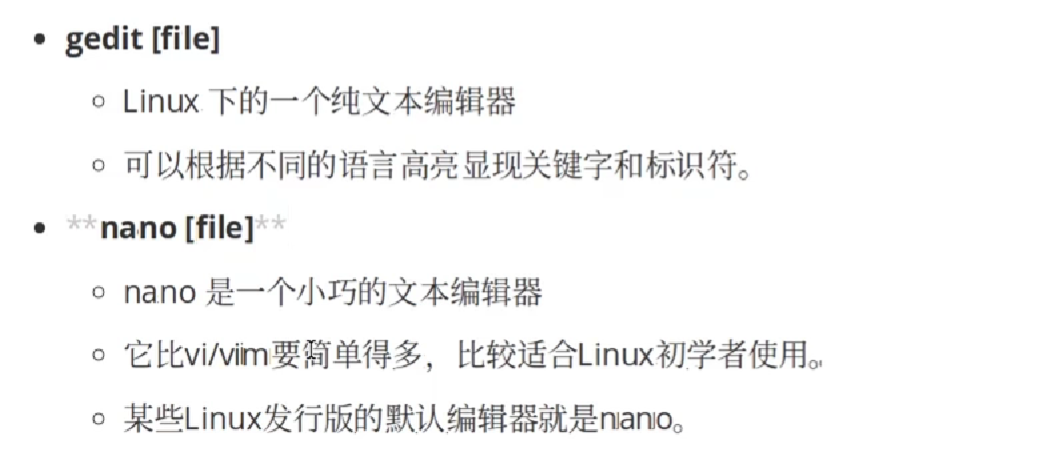 gedit [file]
Linux 下的一个纯文本编辑器
可以根据不同的语言高亮显现关键字和标识符。
**nano [file]**
nano 是一个小巧的文本编辑器
它比vi/vim要简单得多，比较适合Linux初学者使用。
某些Linux发行版的默认编辑器就是nano。